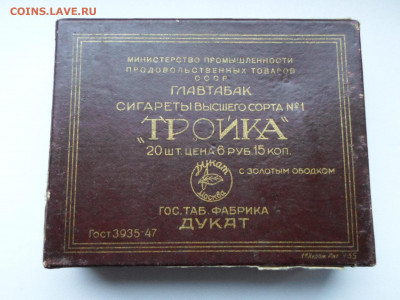 COINS.LAVE.RU
МИНИСТЕРСТВО ПРОМЫШЛЕННОСТИ
ПРОДОВОЛЬСТВЕННЫХ ТОВАРОВ
СССР.
ГЛАВТАБАК
СИГАРЕТЫ ВЫСШЕГО СОРТА №1
„ТРОЙКА“
20 ШТ. ЦЕНА 6 РУБ. 15 КОП.
С ЗОЛОТЫМ ОБОДКОМ
Дукат
МОСКВА
ГОС. ТАБ. ФАБРИКА
ДУКАТ
ГОСТ 3935-47